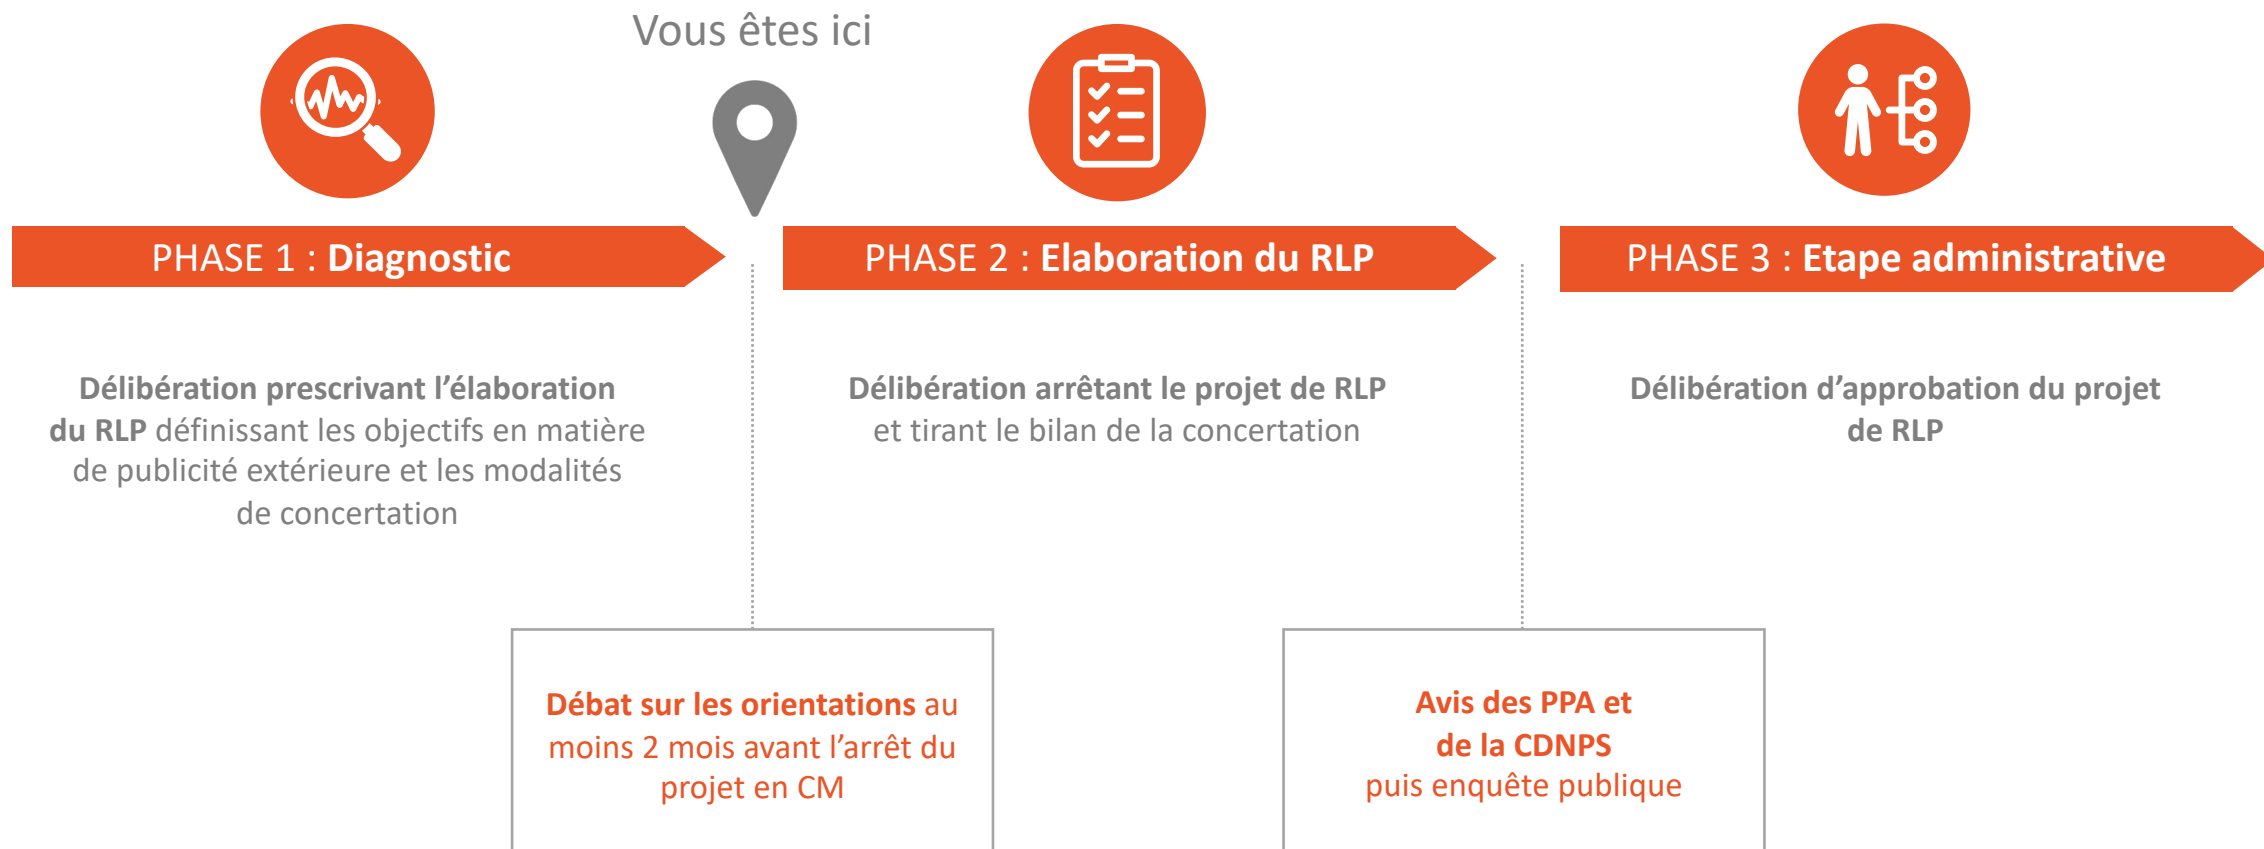 Vous êtes ici
PHASE 1 : Diagnostic
PHASE 2 : Elaboration du RLP
PHASE 3 : Etape administrative
Délibération prescrivant l’élaboration
du RLP définissant les objectifs en matière
de publicité extérieure et les modalités
de concertation
Délibération arrêtant le projet de RLP
et tirant le bilan de la concertation
Délibération d’approbation du projet
de RLP
Débat sur les orientations au
moins 2 mois avant l’arrêt du
projet en CM
Avis des PPA et
de la CDNPS
puis enquête publique